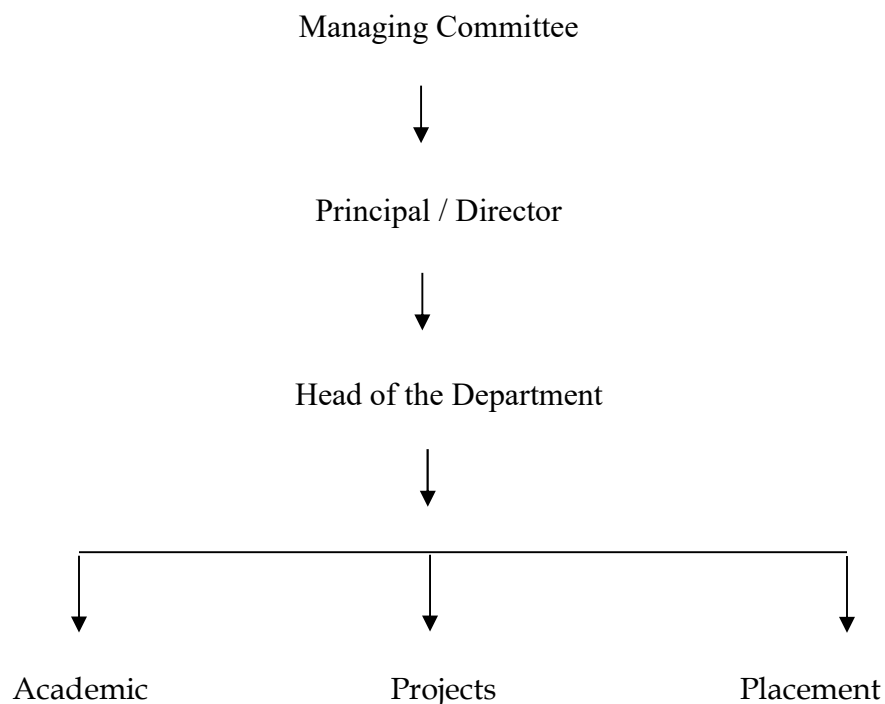 Managing Committee
Principal / Director
Head of the Department
Academic Projects Placement